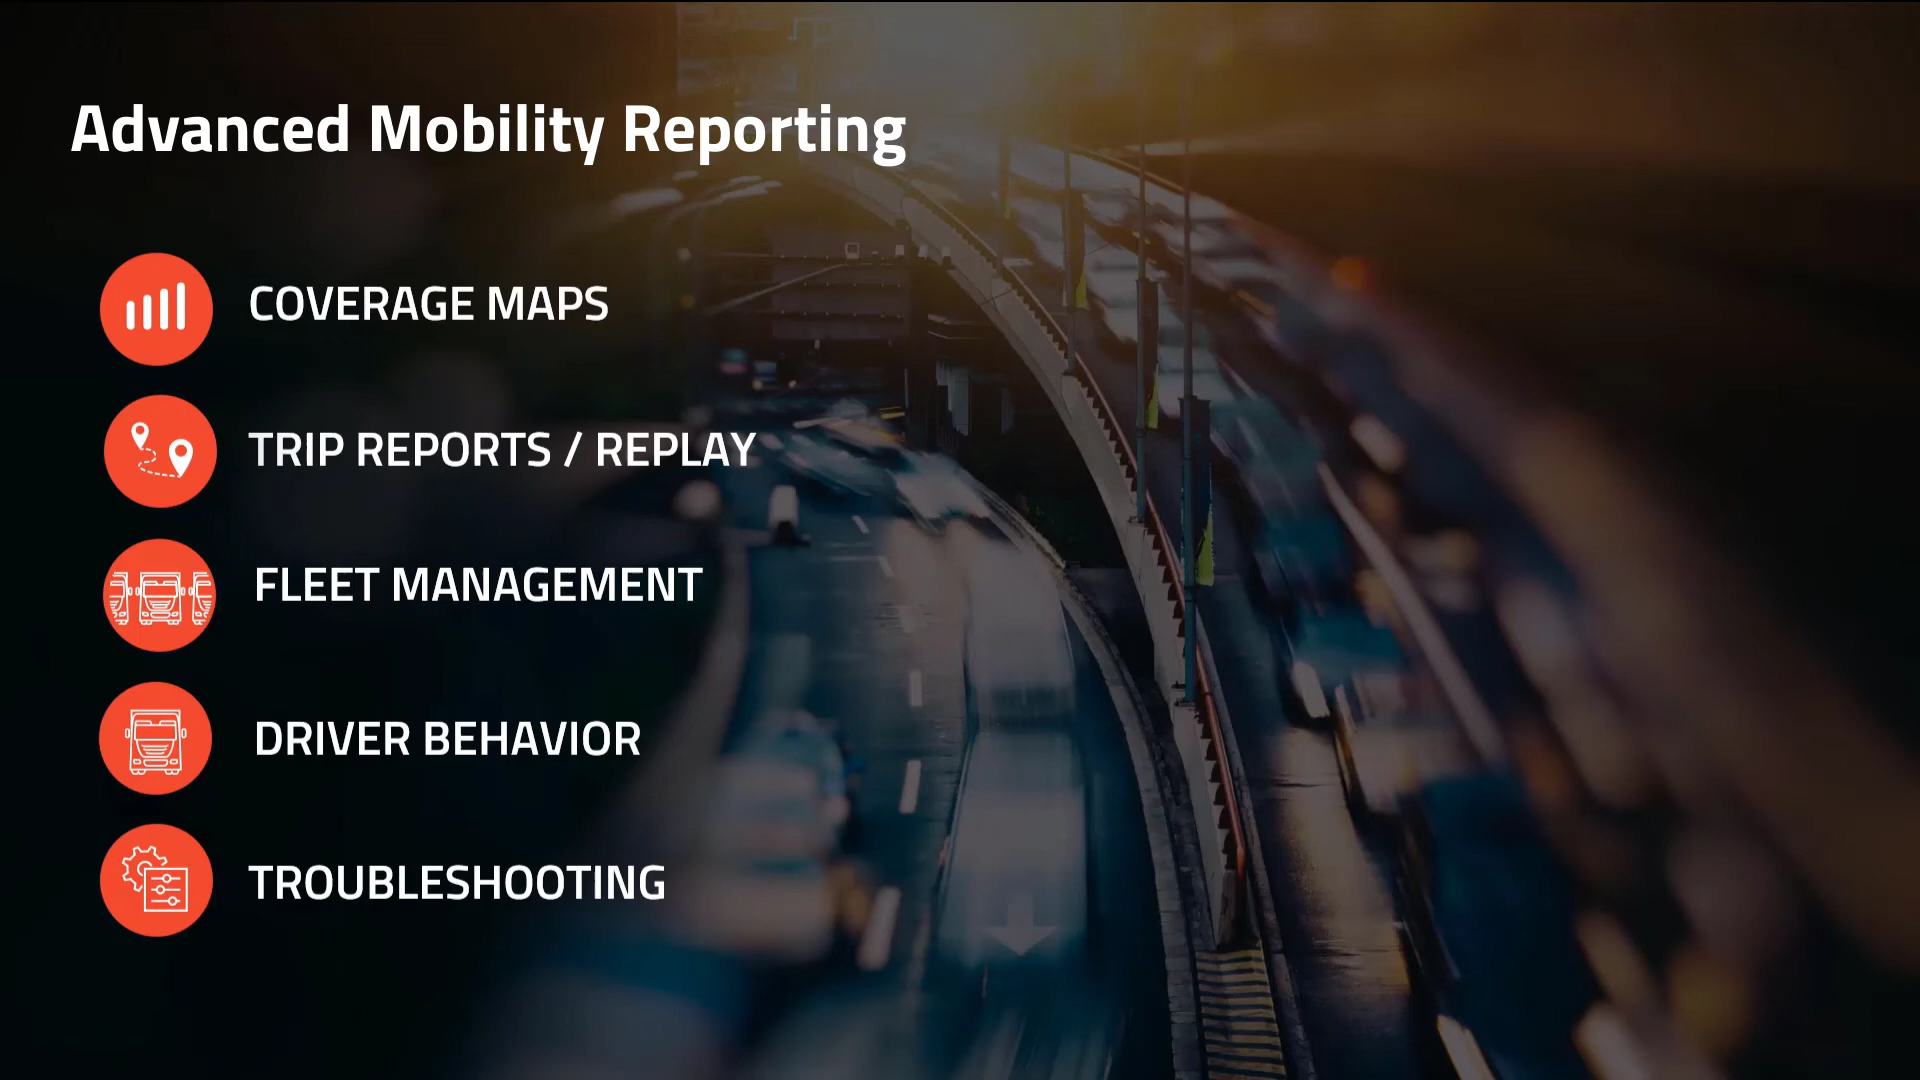 Advanced Mobility Reporting
COVERAGE MAPS
TRIP REPORTS / REPLAY
FLEET MANAGEMENT
DRIVER BEHAVIOR
TROUBLESHOOTING